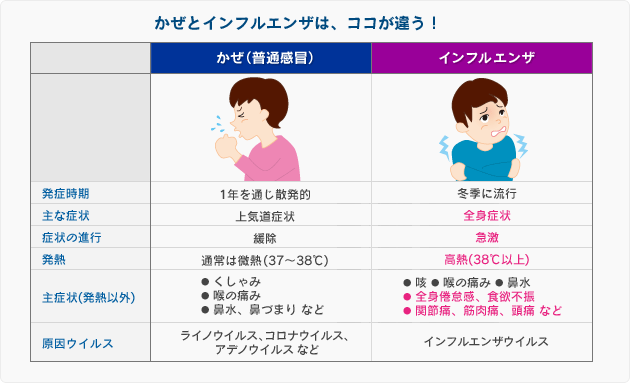 かぜとインフルエンザは、ココが違う！
かぜ（普通感冒） インフルエンザ
発症時期 1年を通し散発的 冬季に流行
主な症状 上気道症状 全身症状
症状の進行 緩除 急激
発熱 通常は微熱(37～38℃) 高熱(38℃以上)
主症状(発熱以外)
● くしゃみ
● 喉の痛み
● 鼻水、鼻づまり など
● 咳 ● 喉の痛み ● 鼻水
● 全身倦怠感、食欲不振
● 関節痛、筋肉痛、頭痛 など
原因ウイルス
ライノウイルス、コロナウイルス、
アデノウイルス など
インフルエンザウイルス